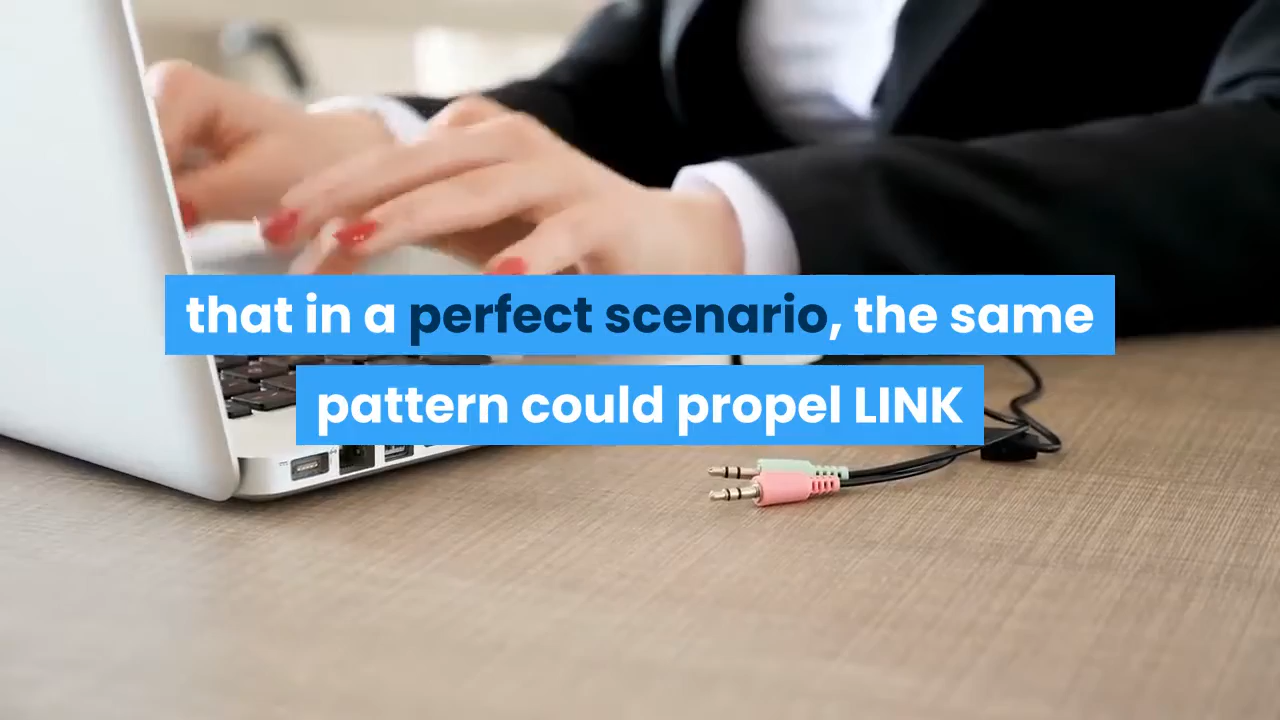 that in a perfect scenario, the same
pattern could propel LINK